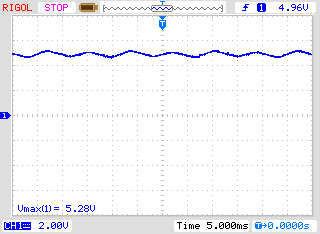 RIGOL STOP T f 1 4.96V
T
1
Vmax(1)= 5.28V
CH1 2.00V Time 5.000ms T→0.0000s